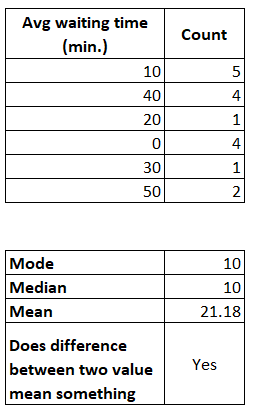 Avg waiting time (min.) Count
10 5
40 4
20 1
0 4
30 1
50 2
Mode 10
Median 10
Mean 21.18
Does difference
between two value Yes
mean something